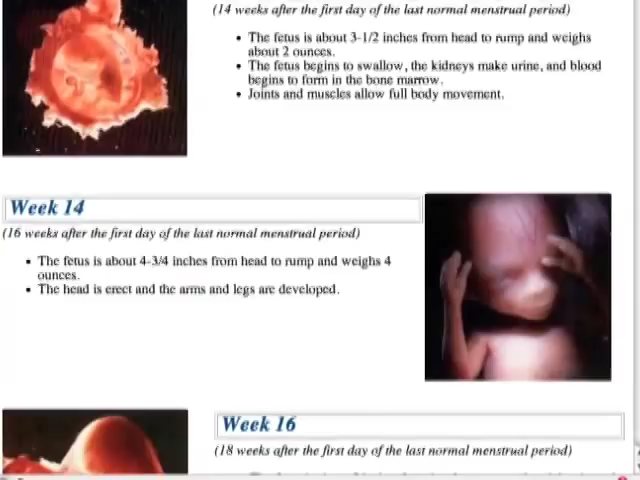 (14 weeks after the first day of the last normal menstrual period)
• The fetus is about 3-1/2 inches from head to rump and weighs
about 2 ounces.
• The fetus begins to swallow, the kidneys make urine, and blood
begins to form in the bone marrow.
• Joints and muscles allow full body movement.
Week 14
(16 weeks after the first day of the last normal menstrual period)
• The fetus is about 4-3/4 inches from head to rump and weighs 4
ounces.
• The head is erect and the arms and legs are developed.
Week 16
(18 weeks after the first day of the last normal menstrual period)